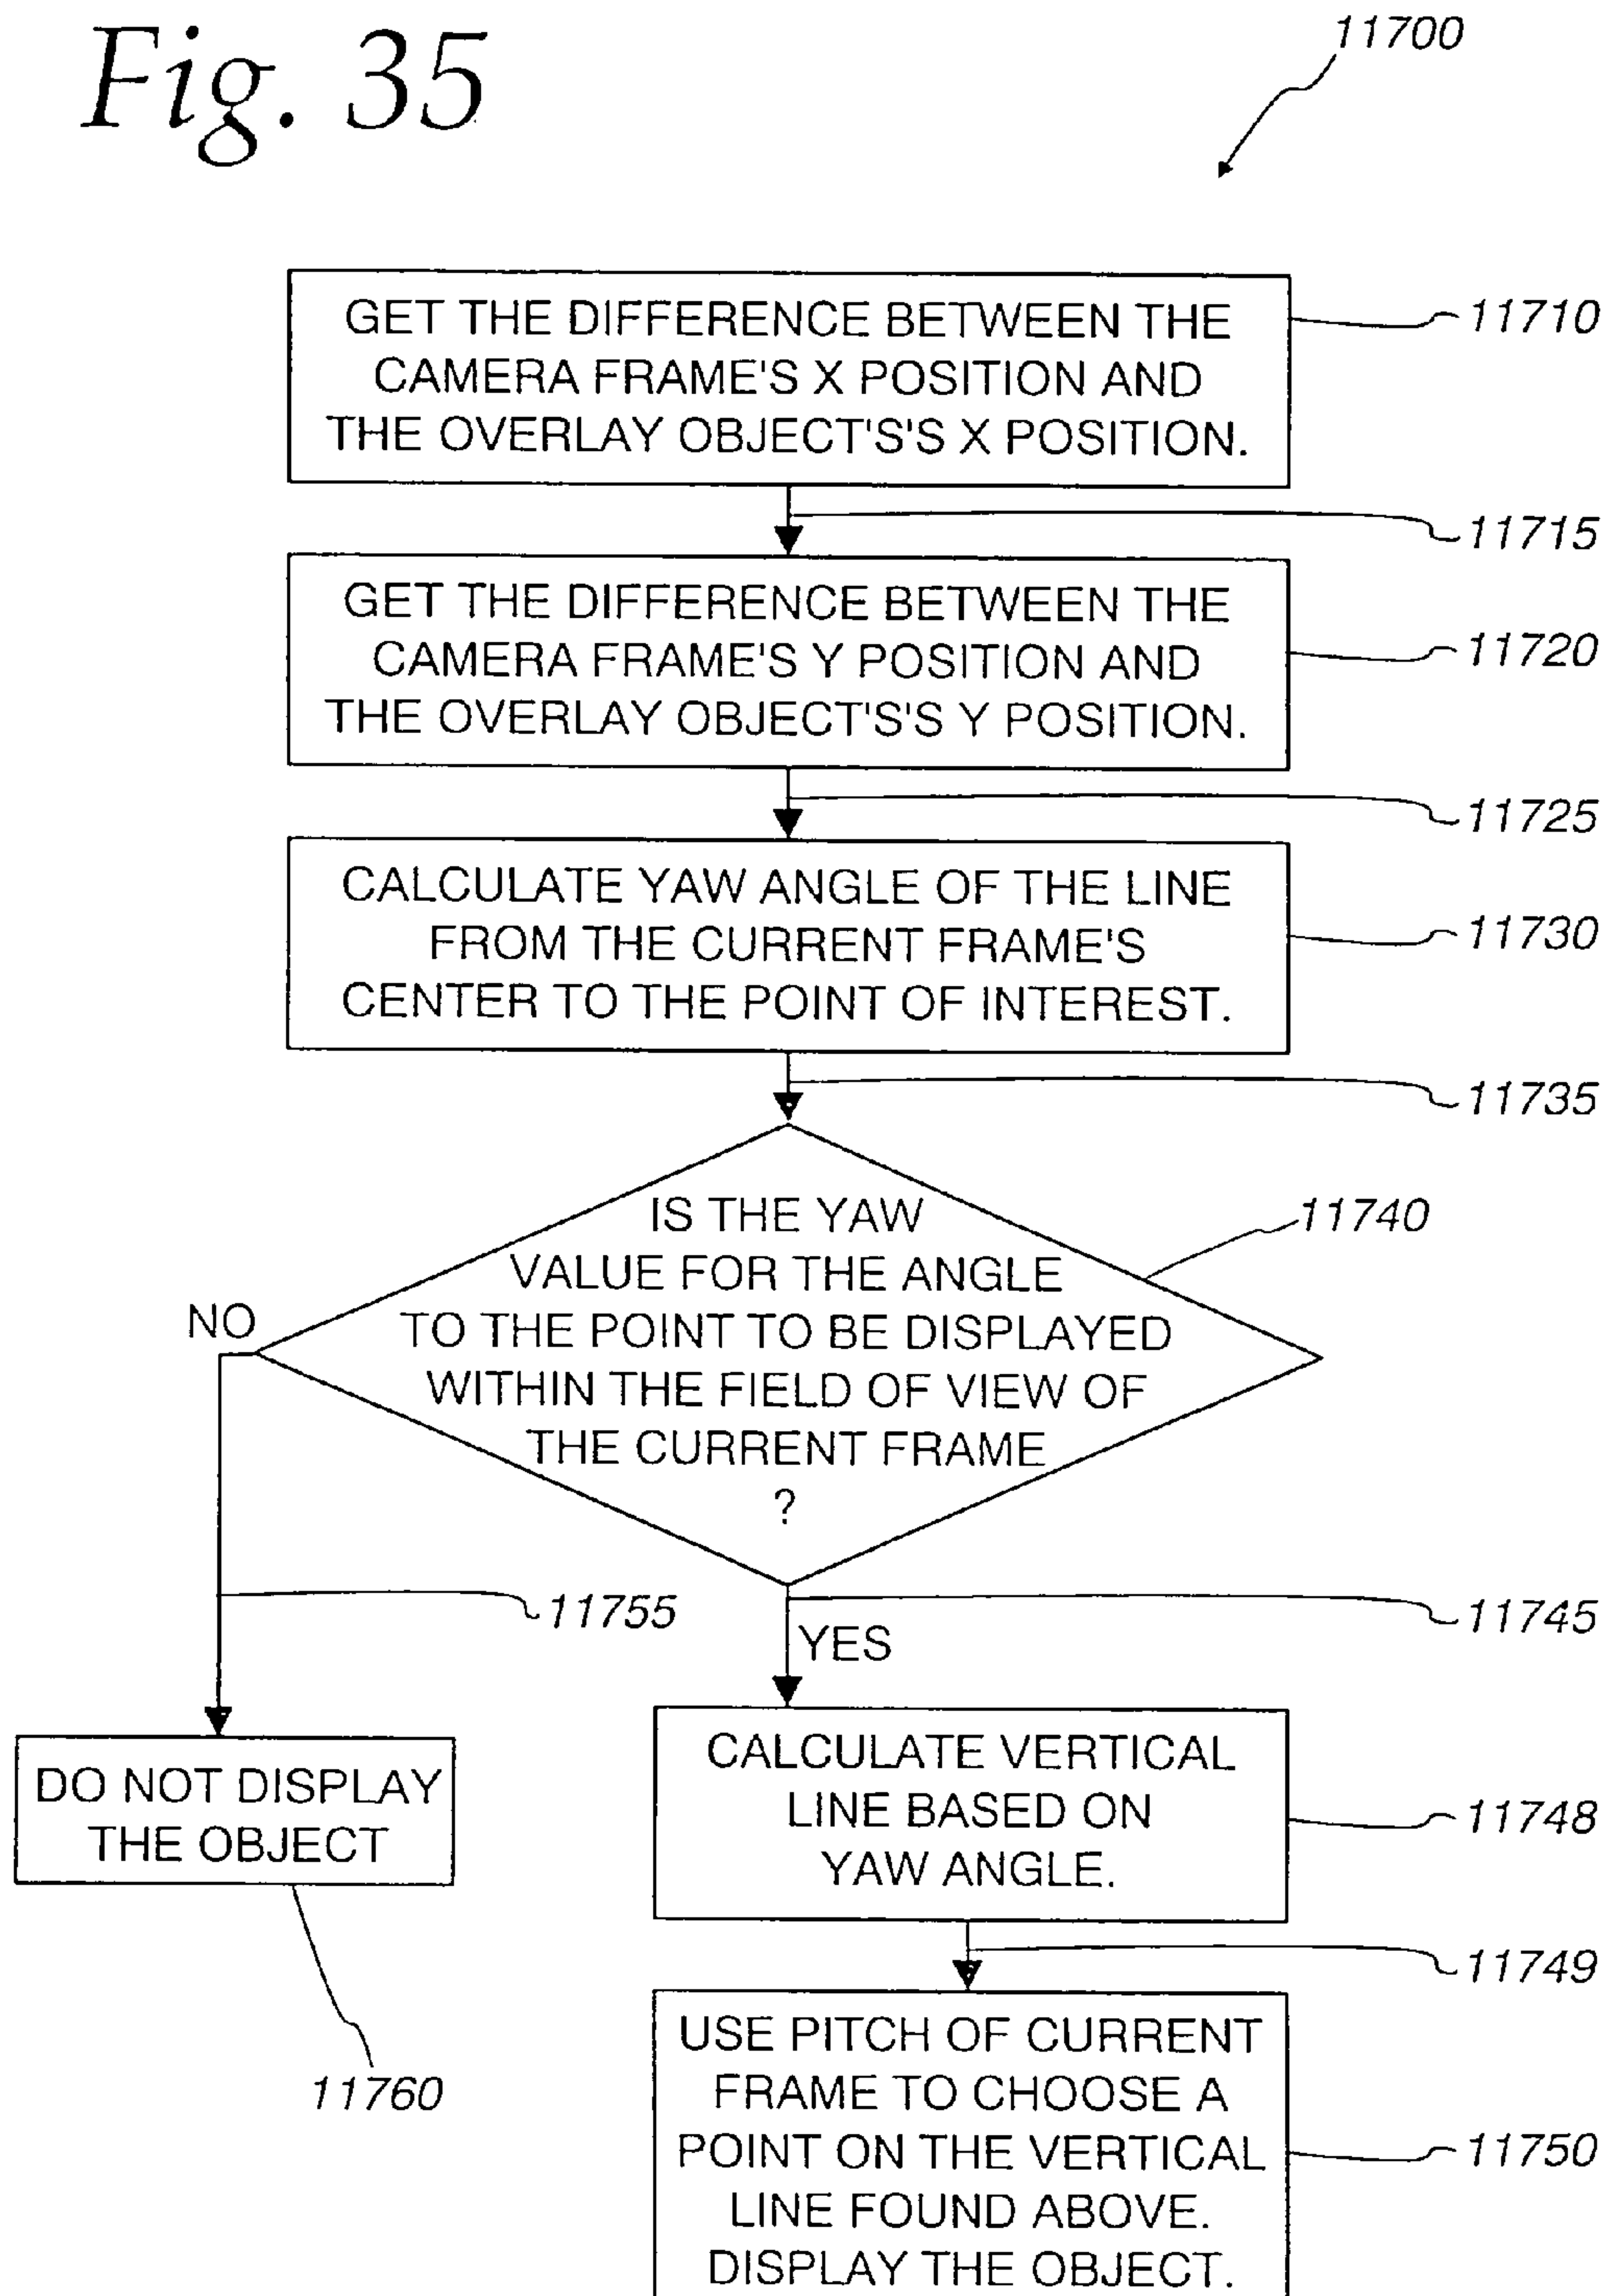 Fig. 35
11700
GET THE DIFFERENCE BETWEEN THE
CAMERA FRAME'S X POSITION AND
THE OVERLAY OBJECT'S'S X POSITION.
11710
11715
GET THE DIFFERENCE BETWEEN THE
CAMERA FRAME'S Y POSITION AND
THE OVERLAY OBJECT'S'S Y POSITION.
11720
11725
CALCULATE YAW ANGLE OF THE LINE
FROM THE CURRENT FRAME'S
CENTER TO THE POINT OF INTEREST.
11730
11735
IS THE YAW
VALUE FOR THE ANGLE
TO THE POINT TO BE DISPLAYED
WITHIN THE FIELD OF VIEW OF
THE CURRENT FRAME
?
11740
NO
11755
YES
11745
DO NOT DISPLAY
THE OBJECT
11760
CALCULATE VERTICAL
LINE BASED ON
YAW ANGLE.
11748
11749
USE PITCH OF CURRENT
FRAME TO CHOOSE A
POINT ON THE VERTICAL
LINE FOUND ABOVE.
DISPLAY THE OBJECT.
11750